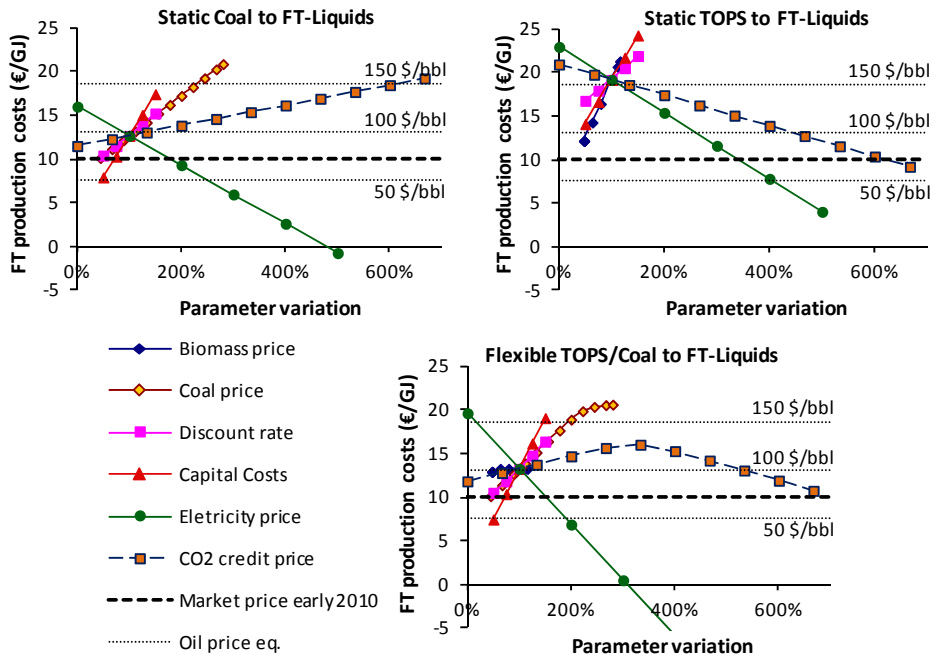 Static Coal to FT-Liquids
FT production costs (€/GJ)
25
20
15
10
5
0
-5
0%
200%
400%
600%
150 $/bbl
100 $/bbl
50 $/bbl
Parameter variation
Static TOPS to FT-Liquids
FT production costs (€/GJ)
25
20
15
10
5
0
-5
0%
200%
400%
600%
150 $/bbl
100 $/bbl
50 $/bbl
Parameter variation
Biomass price
Coal price
Discount rate
Capital Costs
Eletricity price
CO2 credit price
Market price early 2010
Oil price eq.
Flexible TOPS/Coal to FT-Liquids
FT production costs (€/GJ)
25
20
15
10
5
0
-5
0%
200%
400%
600%
150 $/bbl
100 $/bbl
50 $/bbl
Parameter variation